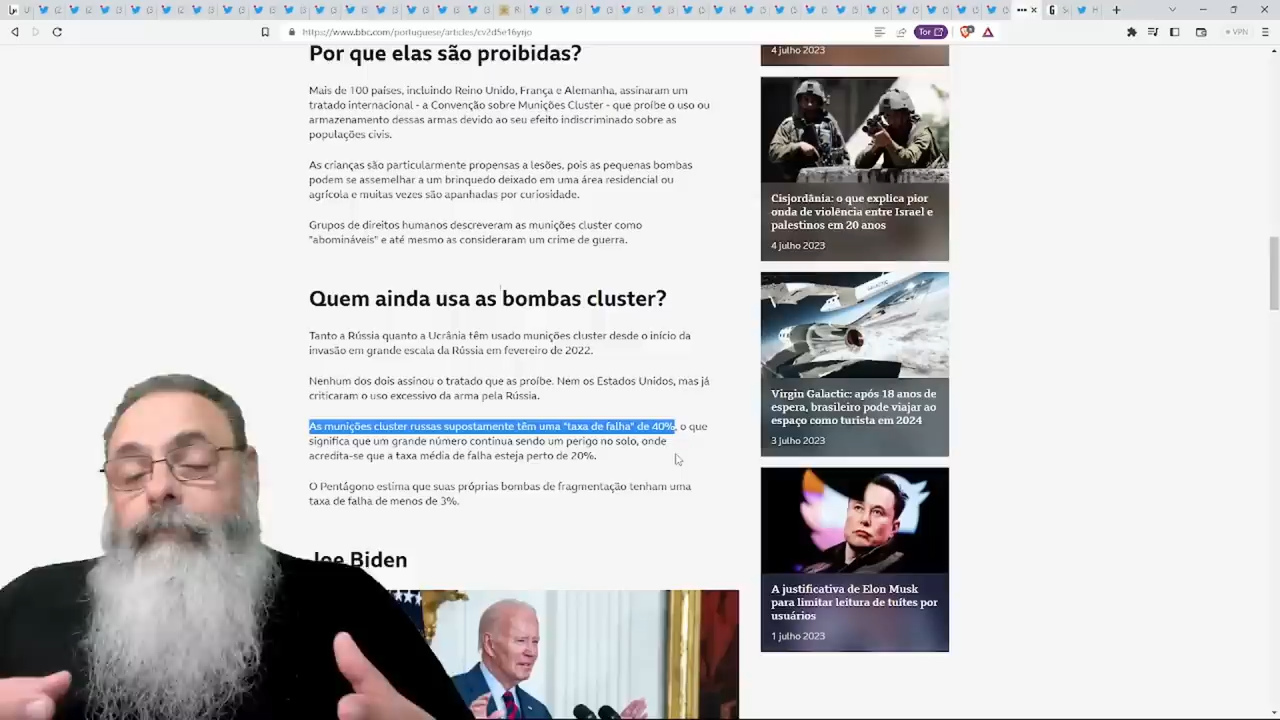 https://www.bbc.com/portuguese/articles/cv2d5e16ynjo
Tor
VPN
Por que elas são proibidas?
Mais de 100 países, incluindo Reino Unido, França e Alemanha, assinaram um
tratado internacional - a Convenção sobre Munições Cluster - que proíbe o uso ou
armazenamento dessas armas devido ao seu efeito indiscriminado sobre as
populações civis.
As crianças são particularmente propensas a lesões, pois as pequenas bombas
podem se assemelhar a um brinquedo deixado em uma área residencial ou
agrícola e muitas vezes são apanhadas por curiosidade.
Grupos de direitos humanos descreveram as munições cluster como
"abomináveis" e até mesmo as consideraram um crime de guerra.
Quem ainda usa as bombas cluster?
Tanto a Rússia quanto a Ucrânia têm usado munições cluster desde o início da
invasão em grande escala da Rússia em fevereiro de 2022.
Nenhum dos dois assinou o tratado que as proíbe. Nem os Estados Unidos, mas já
criticaram o uso excessivo da arma pela Rússia.
As munições cluster russas supostamente têm uma "taxa de falha" de 40%, o que
significa que um grande número continua sendo um perigo no solo, onde
acredita-se que a taxa média de falha esteja perto de 20%.
O Pentágono estima que suas próprias bombas de fragmentação tenham uma
taxa de falha de menos de 3%.
Joe Biden
4 julho 2023
Cisjordânia: o que explica pior
onda de violência entre Israel e
palestinos em 20 anos
4 julho 2023
GALACTIC
Virgin Galactic: após 18 anos de
espera, brasileiro pode viajar ao
espaço como turista em 2024
3 julho 2023
A justificativa de Elon Musk
para limitar leitura de tuítes por
usuários
1 julho 2023